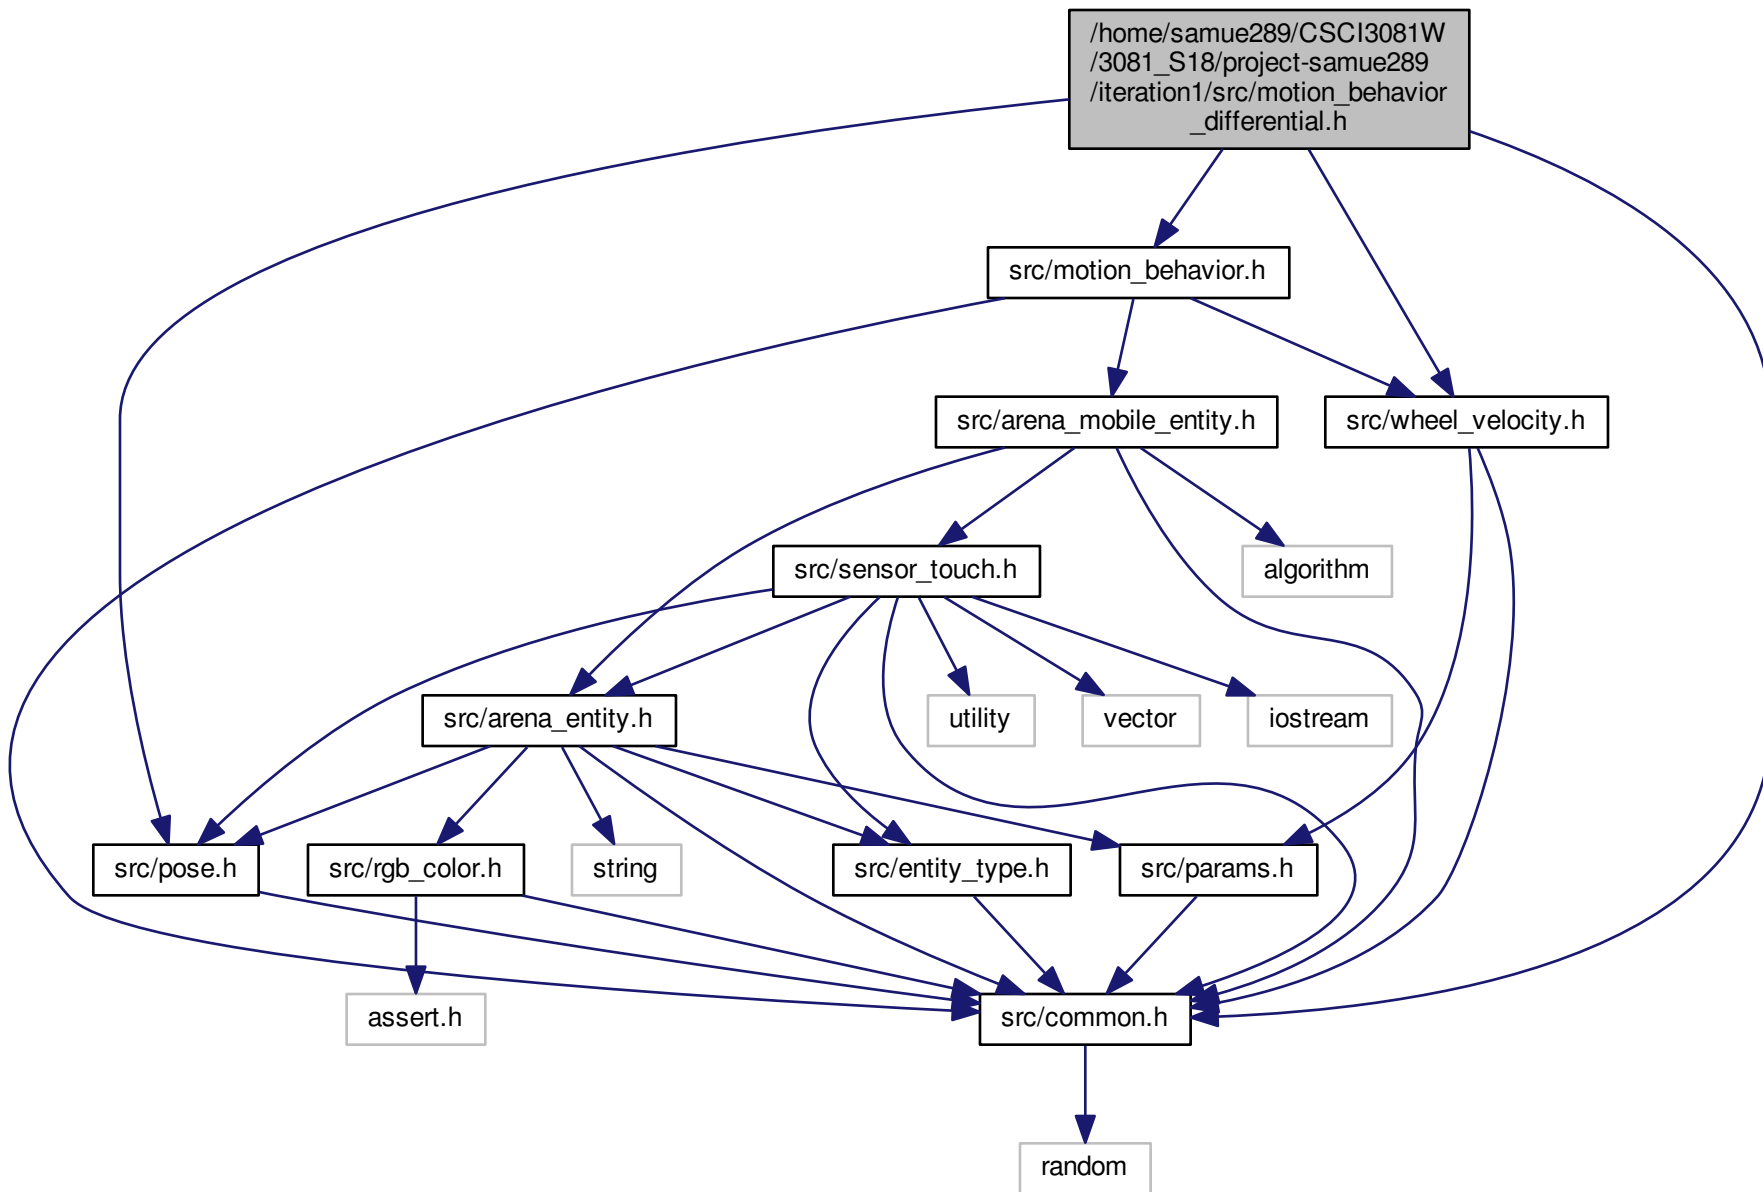 /home/samue289/CSCI3081W
/3081_S18/project-samue289
/iteration1/src/motion_behavior
_differential.h
src/motion_behavior.h
src/arena_mobile_entity.h
src/wheel_velocity.h
src/sensor_touch.h
algorithm
src/arena_entity.h
utility
vector
iostream
src/pose.h
src/rgb_color.h
string
src/entity_type.h
src/params.h
assert.h
src/common.h
random